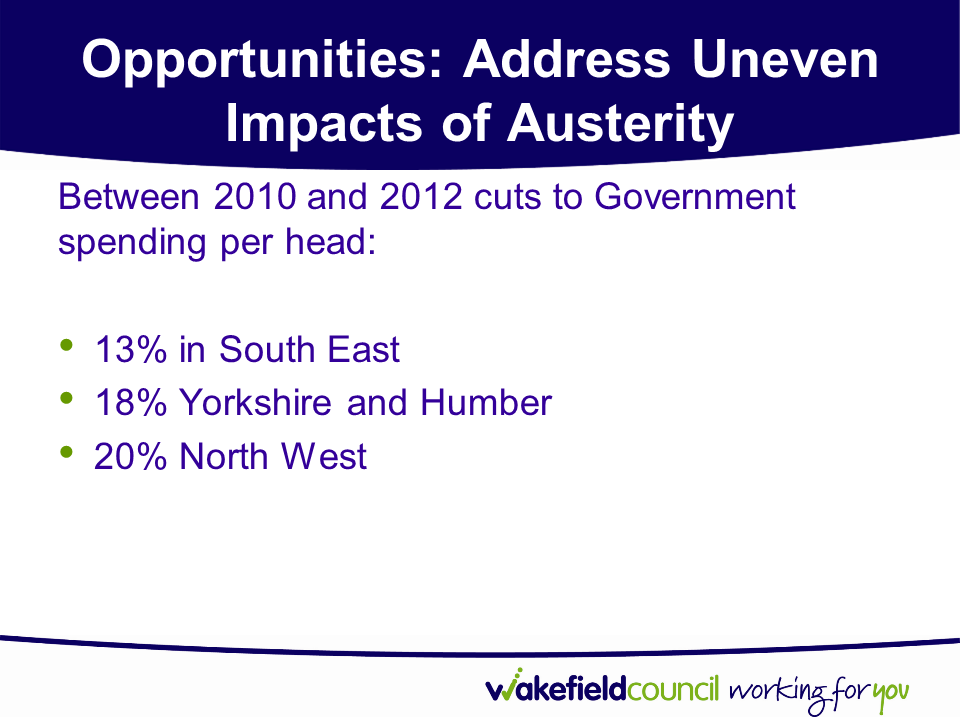 Opportunities: Address Uneven
Impacts of Austerity
Between 2010 and 2012 cuts to Government
spending per head:
• 13% in South East
• 18% Yorkshire and Humber
• 20% North West
wakefieldcouncil working for you